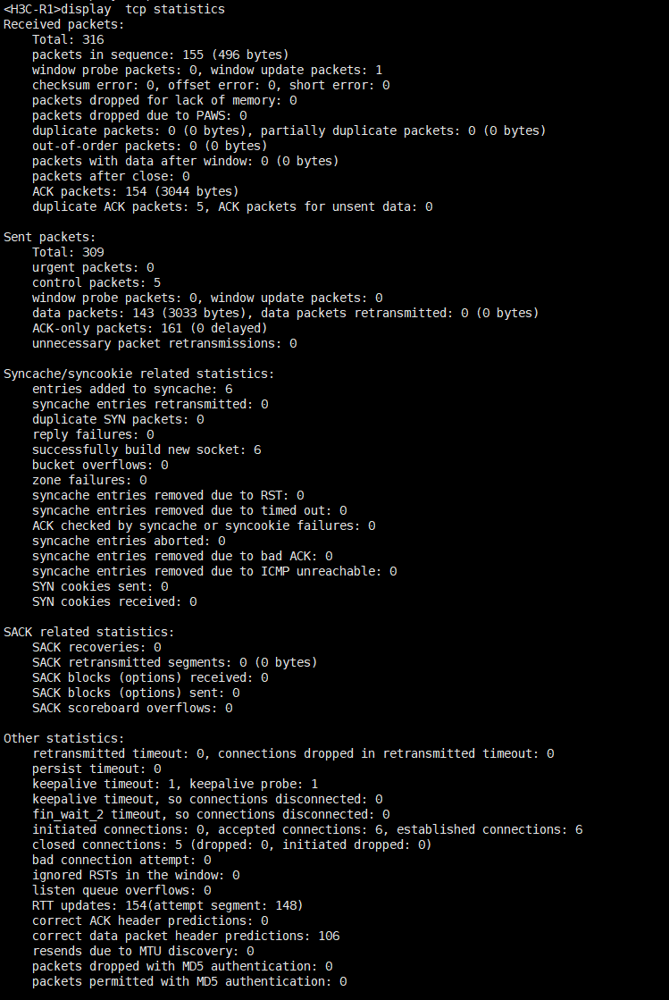 <H3C-R1>display  tcp statistics
Received packets:
    Total: 316
    packets in sequence: 155 (496 bytes)
    window probe packets: 0, window update packets: 1
    checksum error: 0, offset error: 0, short error: 0
    packets dropped for lack of memory: 0
    packets dropped due to PAWS: 0
    duplicate packets: 0 (0 bytes), partially duplicate packets: 0 (0 bytes)
    out-of-order packets: 0 (0 bytes)
    packets with data after window: 0 (0 bytes)
    packets after close: 0
    ACK packets: 154 (3044 bytes)
    duplicate ACK packets: 5, ACK packets for unsent data: 0

Sent packets:
    Total: 309
    urgent packets: 0
    control packets: 5
    window probe packets: 0, window update packets: 0
    data packets: 143 (3033 bytes), data packets retransmitted: 0 (0 bytes)
    ACK-only packets: 161 (0 delayed)
    unnecessary packet retransmissions: 0

Syncache/syncookie related statistics:
    entries added to syncache: 6
    syncache entries retransmitted: 0
    duplicate SYN packets: 0
    reply failures: 0
    successfully build new socket: 6
    bucket overflows: 0
    zone failures: 0
    syncache entries removed due to RST: 0
    syncache entries removed due to timed out: 0
    ACK checked by syncache or syncookie failures: 0
    syncache entries aborted: 0
    syncache entries removed due to bad ACK: 0
    syncache entries removed due to ICMP unreachable: 0
    SYN cookies sent: 0
    SYN cookies received: 0

SACK related statistics:
    SACK recoveries: 0
    SACK retransmitted segments: 0 (0 bytes)
    SACK blocks (options) received: 0
    SACK blocks (options) sent: 0
    SACK scoreboard overflows: 0

Other statistics:
    retransmitted timeout: 0, connections dropped in retransmitted timeout: 0
    persist timeout: 0
    keepalive timeout: 1, keepalive probe: 1
    keepalive timeout, so connections disconnected: 0
    fin_wait_2 timeout, so connections disconnected: 0
    initiated connections: 0, accepted connections: 6, established connections: 6
    closed connections: 5 (dropped: 0, initiated dropped: 0)
    bad connection attempt: 0
    ignored RSTs in the window: 0
    listen queue overflows: 0
    RTT updates: 154(attempt segment: 148)
    correct ACK header predictions: 0
    correct data packet header predictions: 106
    resends due to MTU discovery: 0
    packets dropped with MD5 authentication: 0
    packets permitted with MD5 authentication: 0